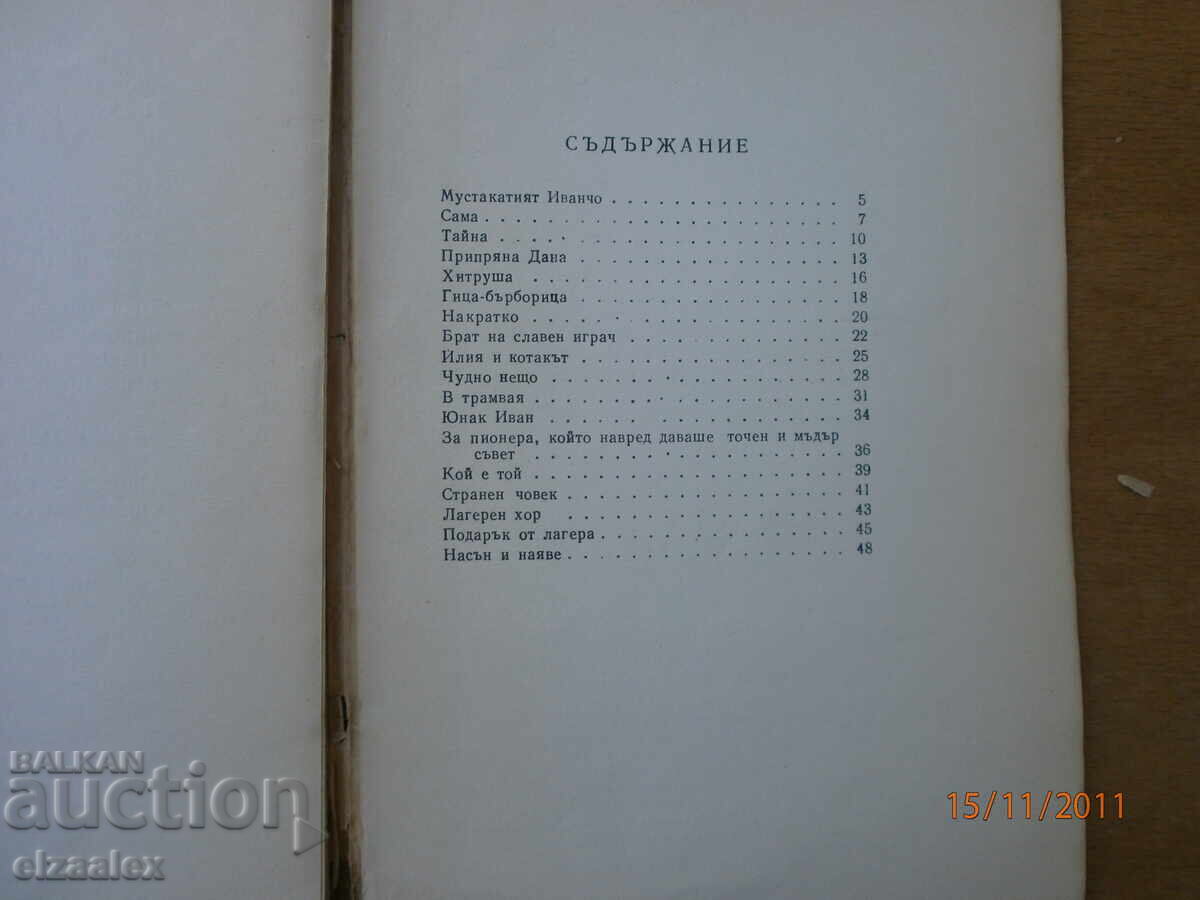 СЪДЪРЖАНИЕ
Мустакатият Иванчо . . . . . . . . . . . . . . . 5
Сама . . . . . . . . . . . . . . . . . . . . . . 7
Тайна . . . . . . . . . . . . . . . . . . . . . 10
Припряна Дана . . . . . . . . . . . . . . . . . 13
Хитруша . . . . . . . . . . . . . . . . . . . . 16
Гица-бърборица . . . . . . . . . . . . . . . . . 18
Накратко . . . . . . . . . . . . . . . . . . . . 20
Брат на славен играч . . . . . . . . . . . . . . 22
Илия и котакът . . . . . . . . . . . . . . . . . 25
Чудно нещо . . . . . . . . . . . . . . . . . . . 28
В трамвая . . . . . . . . . . . . . . . . . . . 31
Юнак Иван . . . . . . . . . . . . . . . . . . . 34
За пионера, който навред даваше точен и мъдър
съвет . . . . . . . . . . . . . . . . . . . 36
Кой е той . . . . . . . . . . . . . . . . . . . 39
Странен човек . . . . . . . . . . . . . . . . . 41
Лагерен хор . . . . . . . . . . . . . . . . . . 43
Подарък от лагера . . . . . . . . . . . . . . . 45
Насън и наяве . . . . . . . . . . . . . . . . . 48
BALKAN
auction
elzaalex
15/11/2011